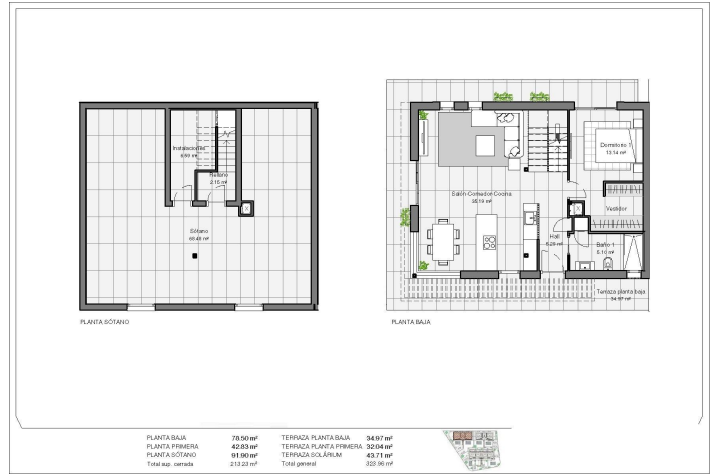 Instalaciones
6.69 m²
Rellano
2.15 m²
Sótano
69.48 m²
PLANTA SÓTANO
Dormitorio 1
13.14 m²
Salón-Comedor Cocina
35.19 m²
Vestidor
Hall
6.29 m²
Baño 1
5.10 m²
Terraza planta baja
34.97 m²
PLANTA BAJA
PLANTA BAJA 78.50 m² TERRAZA PLANTA BAJA 34.97 m²
PLANTA PRIMERA 42.83 m² TERRAZA PLANTA PRIMERA 32.04 m²
PLANTA SÓTANO 91.90 m² TERRAZA SOLÁRIUM 43.71 m²
Total sup. cerrada 213.23 m² Total general 323.96 m²